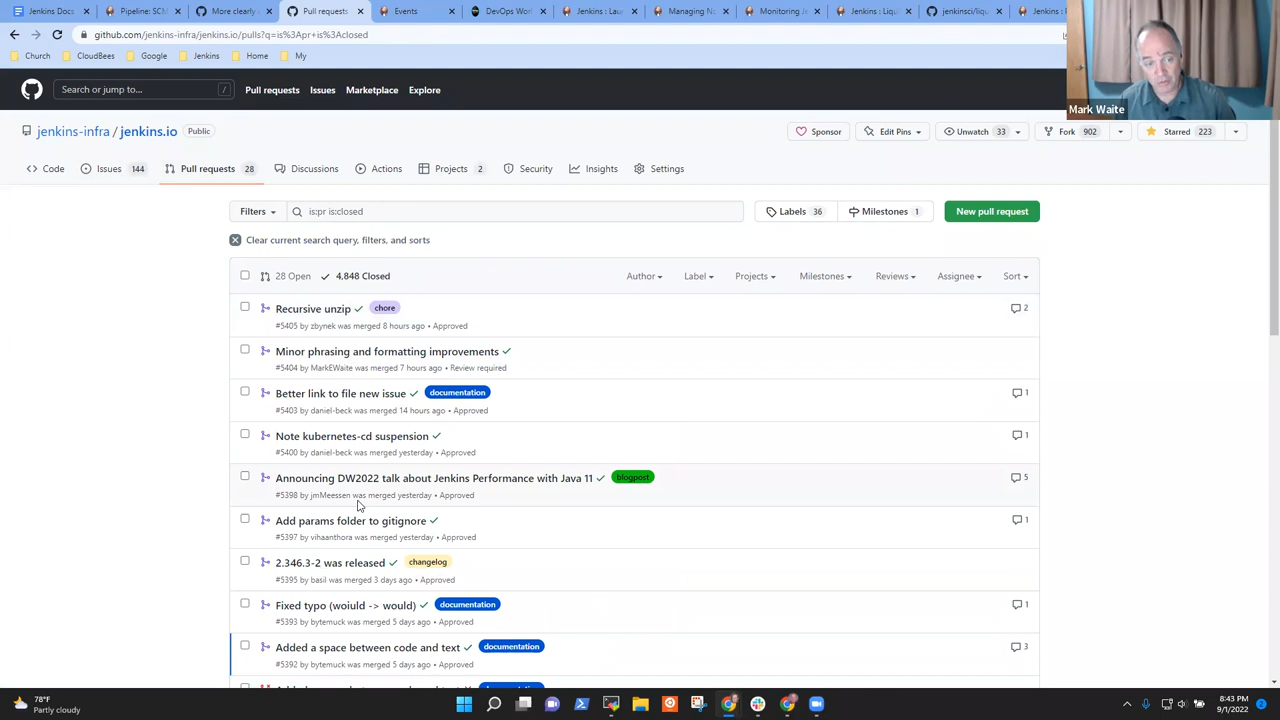 Jenkins Docs
Pipeline: SCM
More clearly
Pull requests
Events
DevOps Wor
Jenkins : Lau
Managing No
Monitoring Je
Jenkins : Liqu
jenkinsci/liqu
Jenkins :
github.com/jenkins-infra/jenkins.io/pulls?q=is%3Apr+is%3Aclosed
Church CloudBees Google Jenkins Home My
Search or jump to... /
Pull requests Issues Marketplace Explore
Mark Waite
jenkins-infra / jenkins.io Public
Sponsor Edit Pins Unwatch 33 Fork 902 Starred 223
Code Issues 144 Pull requests 28 Discussions Actions Projects 2 Security Insights Settings
Filters is:pr is:closed Labels 36 Milestones 1 New pull request
Clear current search query, filters, and sorts
28 Open 4,848 Closed Author Label Projects Milestones Reviews Assignee Sort
Recursive unzip chore 2
#5405 by zbynek was merged 8 hours ago • Approved
Minor phrasing and formatting improvements
#5404 by MarkEWaite was merged 7 hours ago • Review required
Better link to file new issue documentation 1
#5403 by daniel-beck was merged 14 hours ago • Approved
Note kubernetes-cd suspension 1
#5400 by daniel-beck was merged yesterday • Approved
Announcing DW2022 talk about Jenkins Performance with Java 11 blogpost 5
#5398 by jmMeessen was merged yesterday • Approved
Add params folder to gitignore 1
#5397 by vihaanthora was merged yesterday • Approved
2.346.3-2 was released changelog
#5395 by basil was merged 3 days ago • Approved
Fixed typo (woiuld -> would) documentation 1
#5393 by bytemuck was merged 5 days ago • Approved
Added a space between code and text documentation 3
#5392 by bytemuck was merged 5 days ago • Approved
78°F
Partly cloudy
8:43 PM
9/1/2022
2